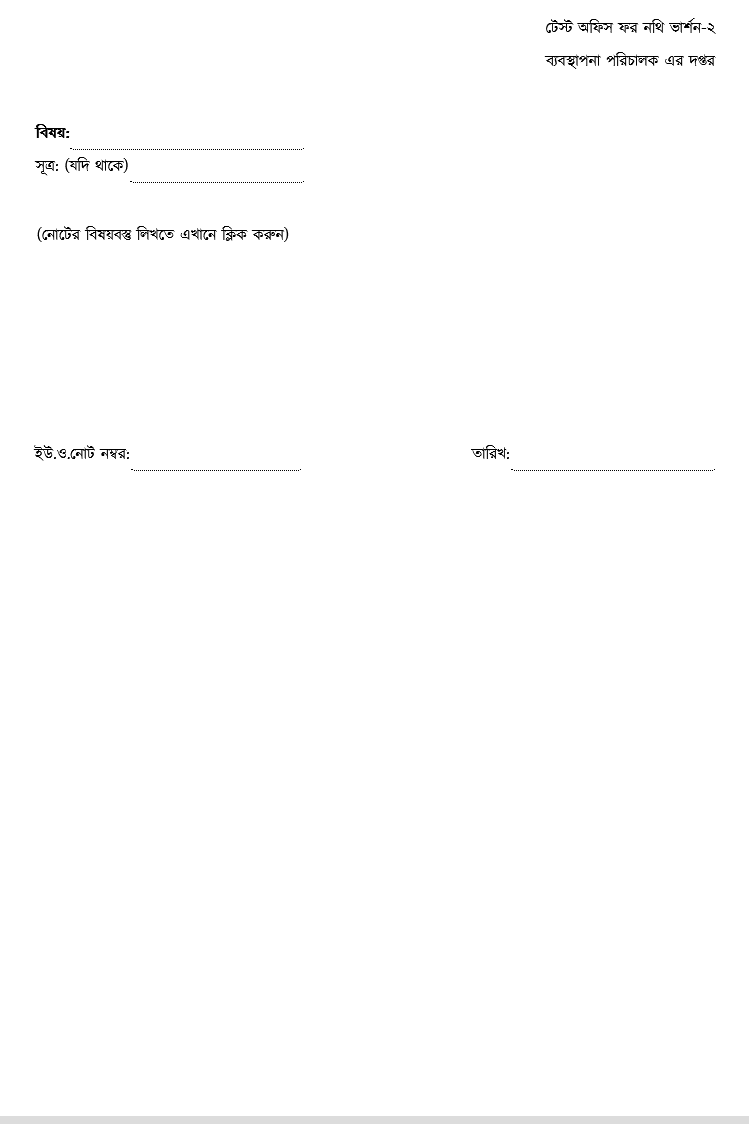 টেস্ট অফিস ফর নথি ভার্শন-২
ব্যবস্থাপনা পরিচালক এর দপ্তর
বিষয়:
সূত্র: (যদি থাকে)
(নোটের বিষয়বস্তু লিখতে এখানে ক্লিক করুন)
ইউ.ও.নোট নম্বর: তারিখ: